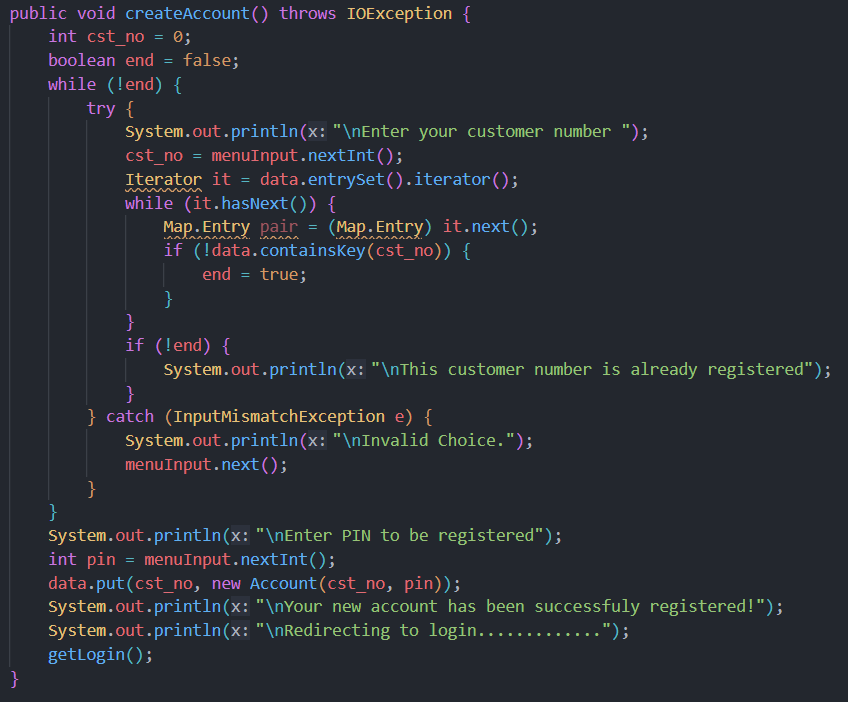 public void createAccount() throws IOException {
    int cst_no = 0;
    boolean end = false;
    while (!end) {
        try {
            System.out.println(x: "\nEnter your customer number ");
            cst_no = menuInput.nextInt();
            Iterator it = data.entrySet().iterator();
            while (it.hasNext()) {
                Map.Entry pair = (Map.Entry) it.next();
                if (!data.containsKey(cst_no)) {
                    end = true;
                }
            }
            if (!end) {
                System.out.println(x: "\nThis customer number is already registered");
            }
        } catch (InputMismatchException e) {
            System.out.println(x: "\nInvalid Choice.");
            menuInput.next();
        }
    }
    System.out.println(x: "\nEnter PIN to be registered");
    int pin = menuInput.nextInt();
    data.put(cst_no, new Account(cst_no, pin));
    System.out.println(x: "\nYour new account has been successfuly registered!");
    System.out.println(x: "\nRedirecting to login.............");
    getLogin();
}